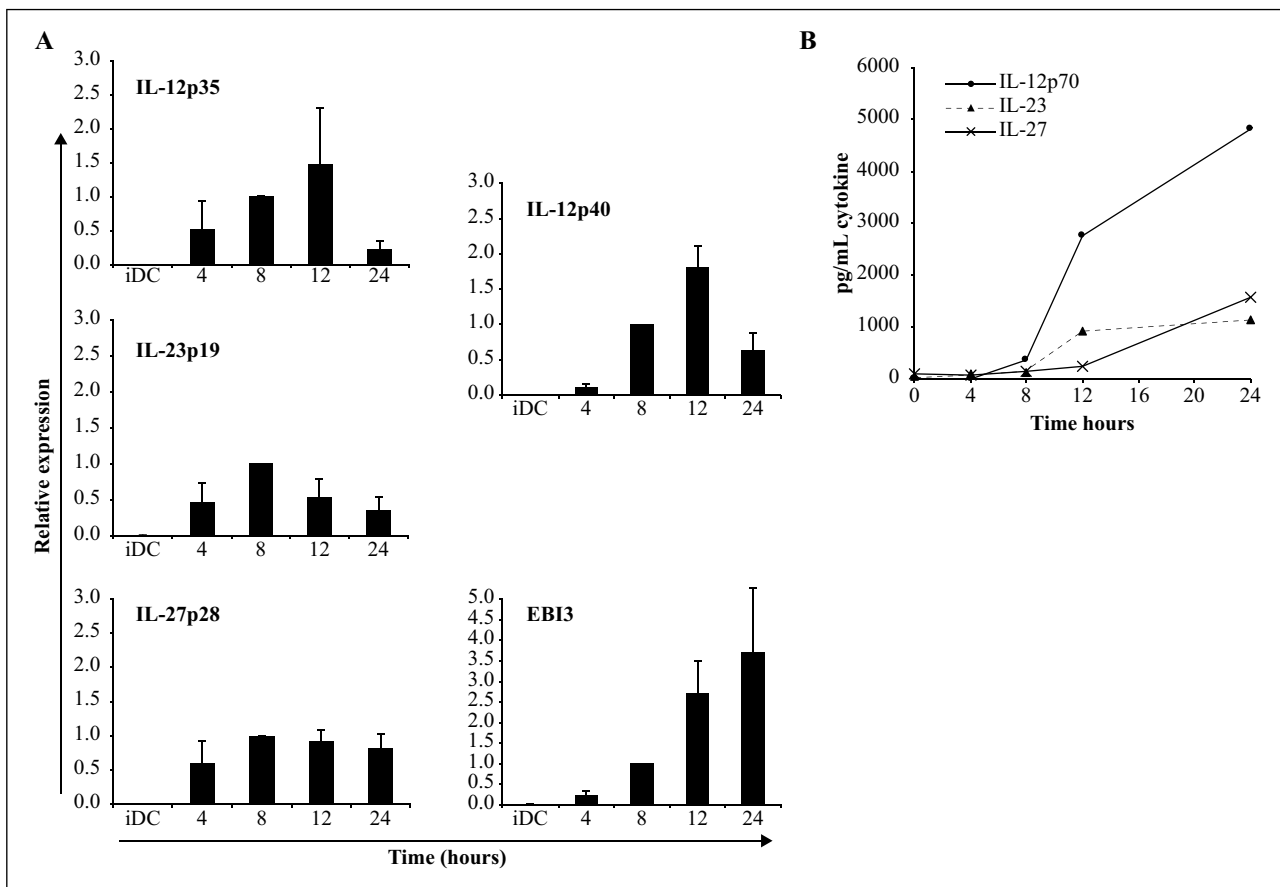 A
3.0
2.5
2.0
1.5
1.0
0.5
0.0
IL-12p35
iDC 4 8 12 24
3.0
2.5
2.0
1.5
1.0
0.5
0.0
IL-12p40
iDC 4 8 12 24
3.0
2.5
2.0
1.5
1.0
0.5
0.0
IL-23p19
iDC 4 8 12 24
3.0
2.5
2.0
1.5
1.0
0.5
0.0
IL-27p28
iDC 4 8 12 24
5.0
4.5
4.0
3.5
3.0
2.5
2.0
1.5
1.0
0.5
0.0
EBI3
iDC 4 8 12 24
Relative expression
Time (hours)
B
6000
5000
4000
3000
2000
1000
0
pg/mL cytokine
IL-12p70
IL-23
IL-27
0 4 8 12 16 20 24
Time hours